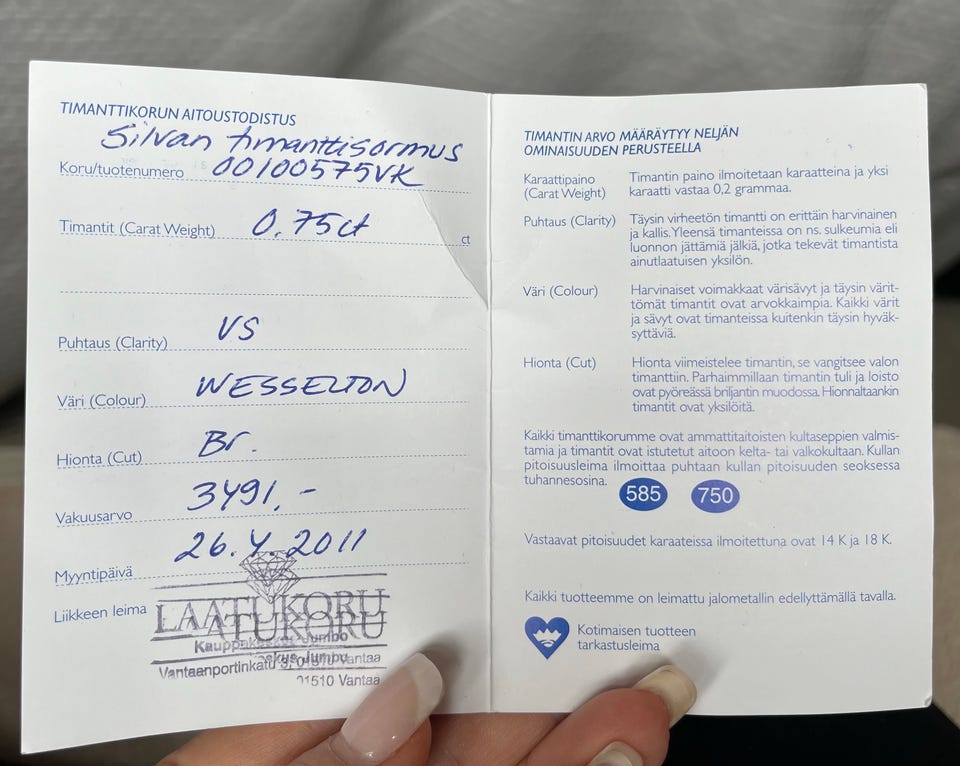 TIMANTTIKORUN AITOUSTODISTUS
Silvan timanttisormus
Koru/tuotenumero 00100575VK
Timantit (Carat Weight) 0.75ct ct
Puhtaus (Clarity) VS
Väri (Colour) WESSELTON
Hionta (Cut) Br.
Vakuusarvo 3491,-
Myyntipäivä 26.4.2011
Liikkeen leima
LAATUKORU
LAATUKORU
Jumbo
Vantaanportinkatu 3, 01510 Vantaa
01510 Vantaa
TIMANTIN ARVO MÄÄRÄYTYY NELJÄN
OMINAISUUDEN PERUSTEELLA
Karaattipaino (Carat Weight)
Timantin paino ilmoitetaan karaatteina ja yksi
karaatti vastaa 0,2 grammaa.
Puhtaus (Clarity)
Täysin virheetön timantti on erittäin harvinainen
ja kallis. Yleensä timanteissa on ns. sulkeumia eli
luonnon jättämiä jälkiä, jotka tekevät timantista
ainutlaatuisen yksilön.
Väri (Colour)
Harvinaiset voimakkaat värisävyt ja täysin värit-
tömät timantit ovat arvokkaimpia. Kaikki värit
ja sävyt ovat timanteissa kuitenkin täysin hyväk-
syttäviä.
Hionta (Cut)
Hionta viimeistelee timantin, se vangitsee valon
timanttiin. Parhaimmillaan timantin tuli ja loisto
ovat pyöreässä briljantin muodossa. Hionnaltaankin
timantit ovat yksilöitä.
Kaikki timanttikorumme ovat ammattitaitoisten kultaseppien valmis-
tamia ja timantit on istutetut aitoon kelta- tai valkokultaan. Kullan
pitoisuusleima ilmoittaa puhtaan kullan pitoisuuden seoksessa
tuhannesosina. 585 750
Vastaavat pitoisuudet karaateissa ilmoitettuna ovat 14 K ja 18 K.
Kaikki tuotteemme on leimattu jalometallin edellyttämällä tavalla.
Kotimaisen tuotteen
tarkastusleima